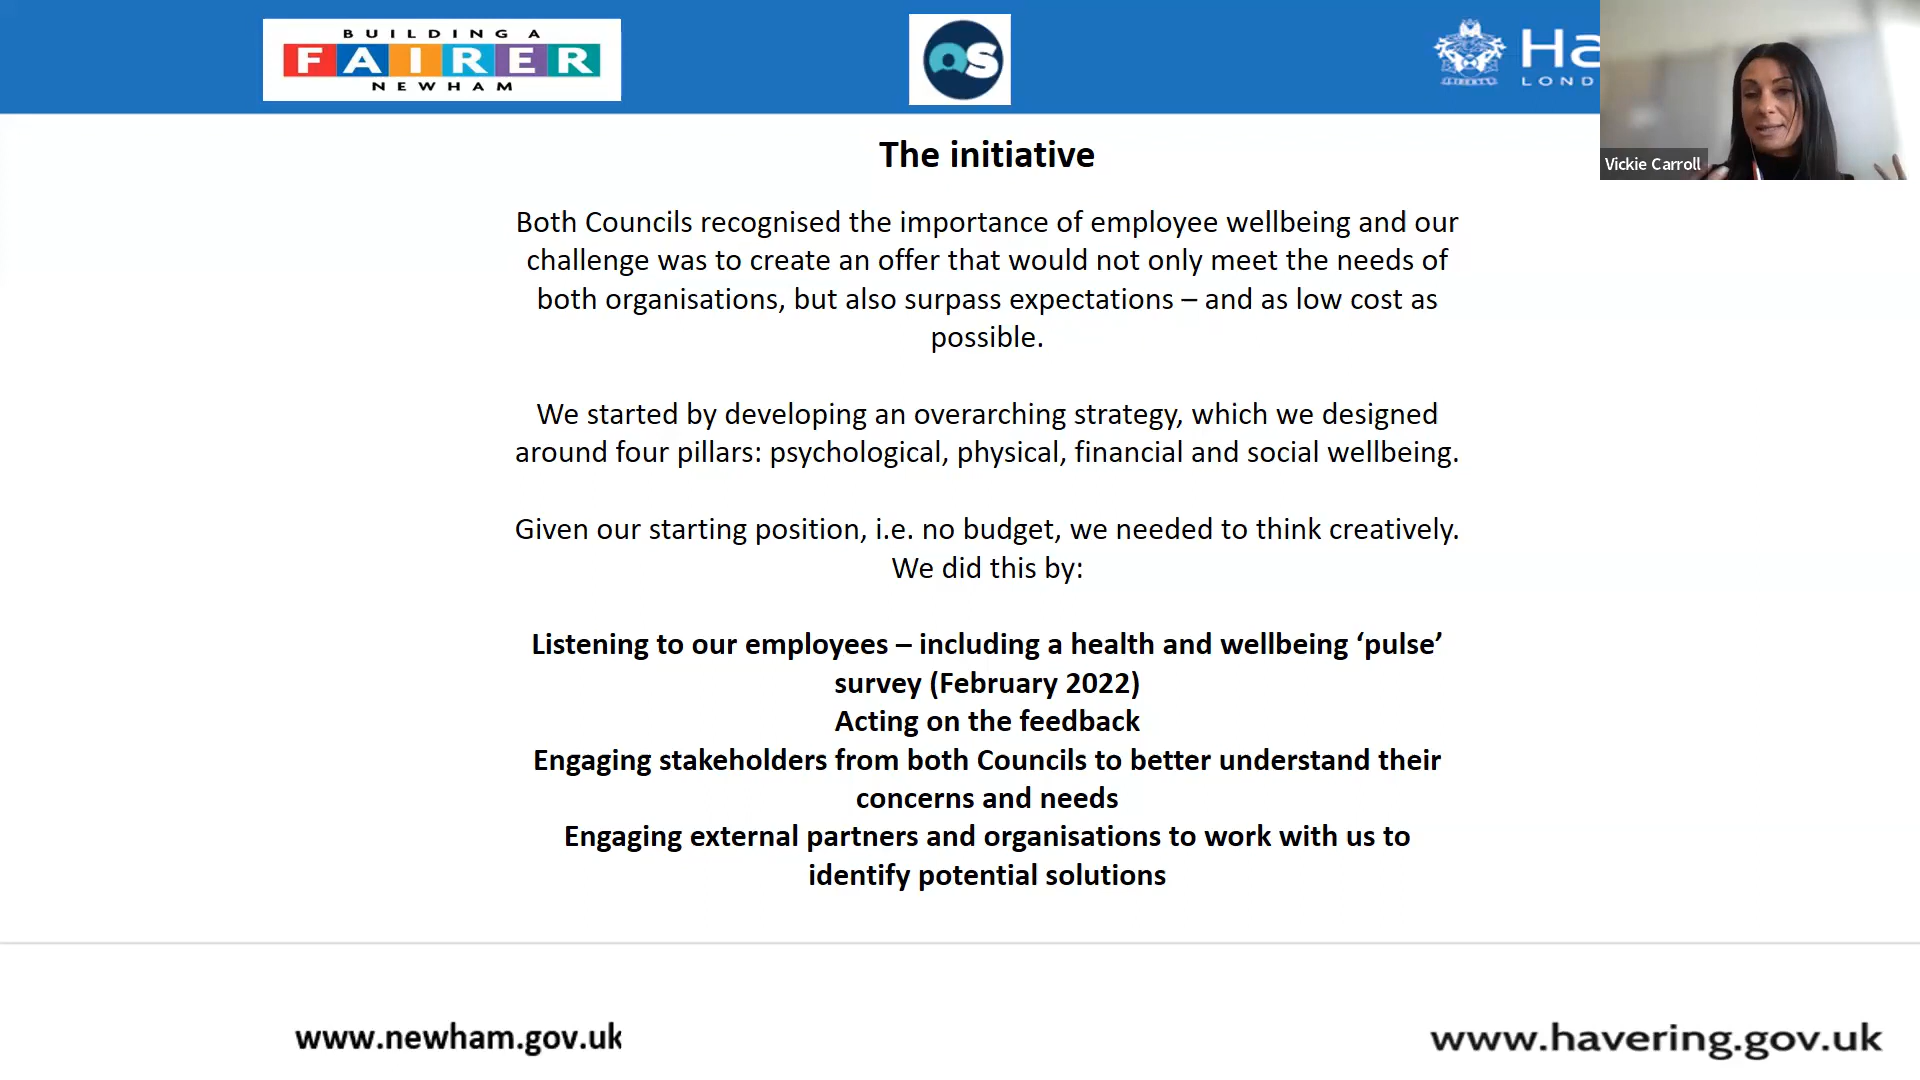 BUILDING A
FAIRER
NEWHAM
OS
Ha
LOND
Vickie Carroll
The initiative
Both Councils recognised the importance of employee wellbeing and our
challenge was to create an offer that would not only meet the needs of
both organisations, but also surpass expectations – and as low cost as
possible.
We started by developing an overarching strategy, which we designed
around four pillars: psychological, physical, financial and social wellbeing.
Given our starting position, i.e. no budget, we needed to think creatively.
We did this by:
Listening to our employees – including a health and wellbeing ‘pulse’
survey (February 2022)
Acting on the feedback
Engaging stakeholders from both Councils to better understand their
concerns and needs
Engaging external partners and organisations to work with us to
identify potential solutions
www.newham.gov.uk
www.havering.gov.uk